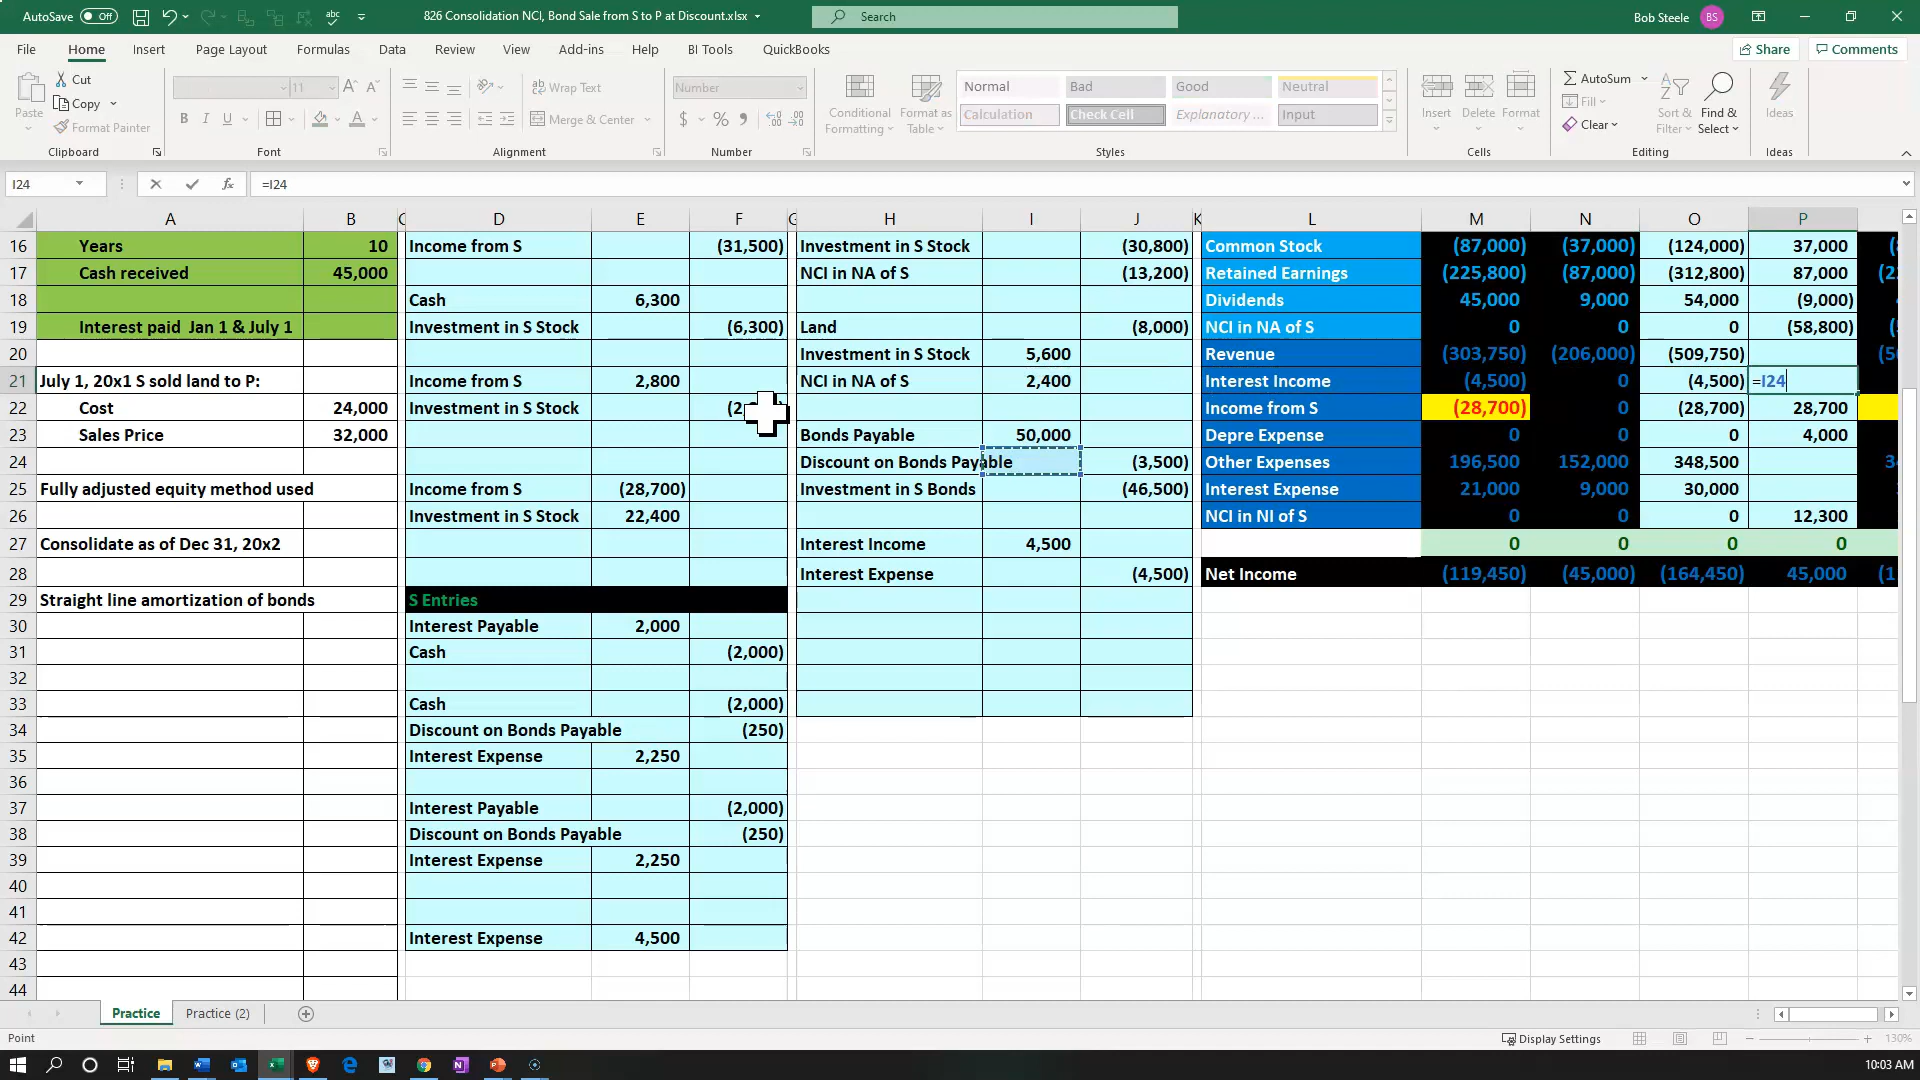 AutoSave Off 826 Consolidation NCI, Bond Sale from S to P at Discount.xlsx Search Bob Steele BS
File Home Insert Page Layout Formulas Data Review View Add-ins Help BI Tools QuickBooks Share Comments
Paste Cut Copy Format Painter 11 A A B I U A Wrap Text Merge & Center Number $ % Conditional Formatting Format as Table Normal Bad Good Neutral Calculation Check Cell Explanatory ... Input Insert Delete Format AutoSum Fill Clear Sort & Filter Find & Select Ideas
Clipboard Font Alignment Number Styles Cells Editing Ideas
I24 fx =I24
A B C D E F G H I J K L M N O P
16 Years 10 Income from S (31,500) Investment in S Stock (30,800) Common Stock (87,000) (37,000) (124,000) 37,000
17 Cash received 45,000 NCI in NA of S (13,200) Retained Earnings (225,800) (87,000) (312,800) 87,000
18 Cash 6,300 Dividends 45,000 9,000 54,000 (9,000)
19 Interest paid Jan 1 & July 1 Investment in S Stock (6,300) Land (8,000) NCI in NA of S 0 0 0 (58,800)
20 Investment in S Stock 5,600 Revenue (303,750) (206,000) (509,750)
21 July 1, 20x1 S sold land to P: Income from S 2,800 NCI in NA of S 2,400 Interest Income (4,500) 0 (4,500) =I24
22 Cost 24,000 Investment in S Stock Income from S (28,700) 0 (28,700) 28,700
23 Sales Price 32,000 Bonds Payable 50,000 Depre Expense 0 0 0 4,000
24 Discount on Bonds Payable (3,500) Other Expenses 196,500 152,000 348,500
25 Fully adjusted equity method used Income from S (28,700) Investment in S Bonds (46,500) Interest Expense 21,000 9,000 30,000
26 Investment in S Stock 22,400 NCI in NI of S 0 0 0 12,300
27 Consolidate as of Dec 31, 20x2 Interest Income 4,500 0 0 0 0
28 Interest Expense (4,500) Net Income (119,450) (45,000) (164,450) 45,000
29 Straight line amortization of bonds S Entries
30 Interest Payable 2,000
31 Cash (2,000)
32
33 Cash (2,000)
34 Discount on Bonds Payable (250)
35 Interest Expense 2,250
36
37 Interest Payable (2,000)
38 Discount on Bonds Payable (250)
39 Interest Expense 2,250
40
41
42 Interest Expense 4,500
43
44
Practice Practice (2)
Point Display Settings 130%
10:03 AM